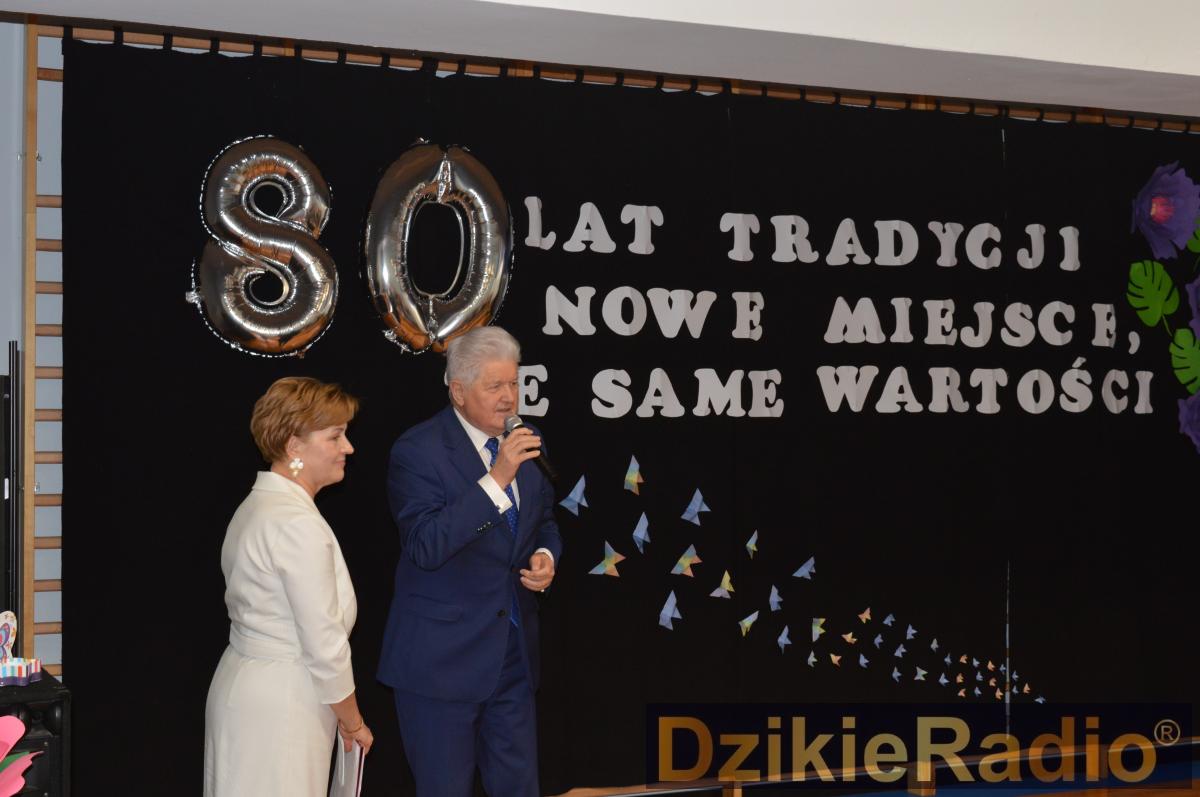 80 LAT TRADYCJI
NOWE MIEJSCE,
E SAME WARTOŚCI
DzikieRadio®